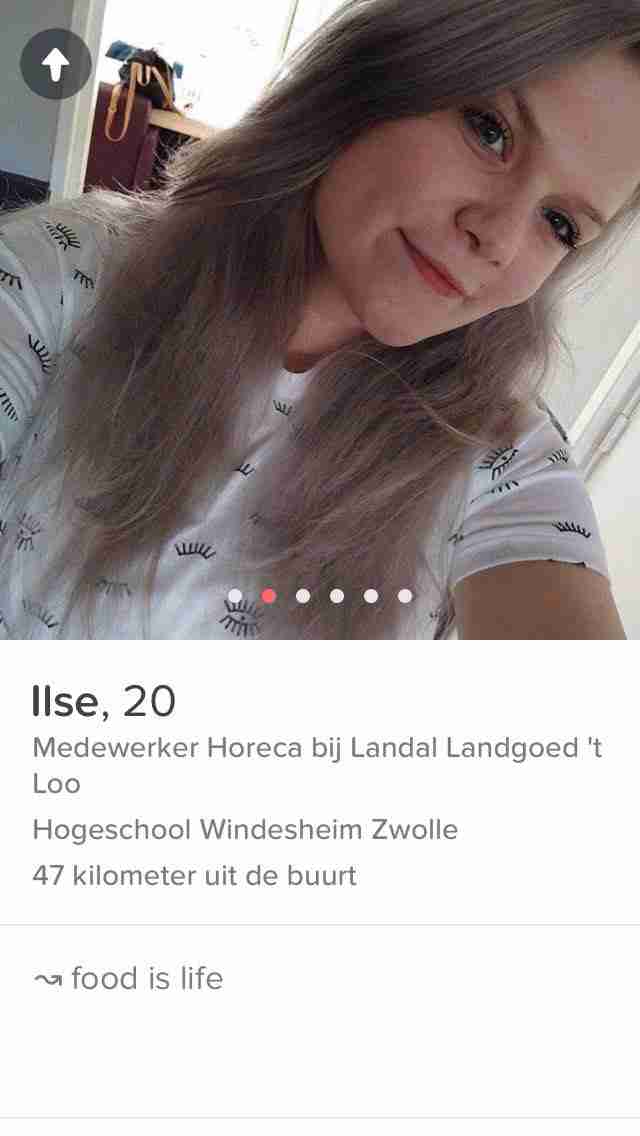 Ilse, 20
Medewerker Horeca bij Landal Landgoed 't
Loo
Hogeschool Windesheim Zwolle
47 kilometer uit de buurt
↝ food is life